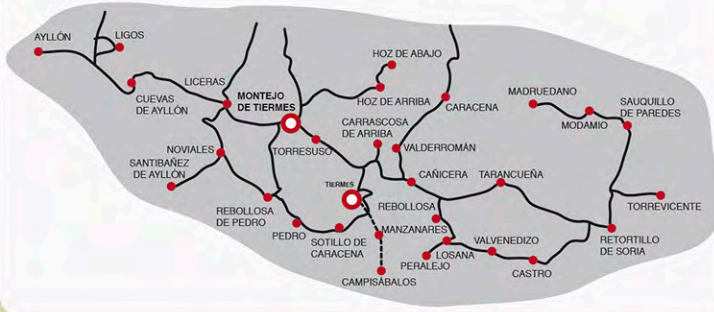 AYLLÓN
LIGOS
CUEVAS
DE AYLLÓN
LICERAS
MONTEJO
DE TIERMES
HOZ DE ABAJO
HOZ DE ARRIBA
CARACENA
MADRUEDANO
MODAMIO
SAUQUILLO
DE PAREDES
CARRASCOSA
DE ARRIBA
NOVIALES
TORRESUSO
VALDERROMÁN
SANTIBAÑEZ
DE AYLLÓN
TIERMES
CAÑICERA
TARANCUEÑA
TORREVICENTE
REBOLLOSA
DE PEDRO
PEDRO
SOTILLO DE
CARACENA
MANZANARES
REBOLLOSA
LOSANA
VALVENEDIZO
RETORTILLO
DE SORIA
PERALEJO
CASTRO
CAMPISÁBALOS